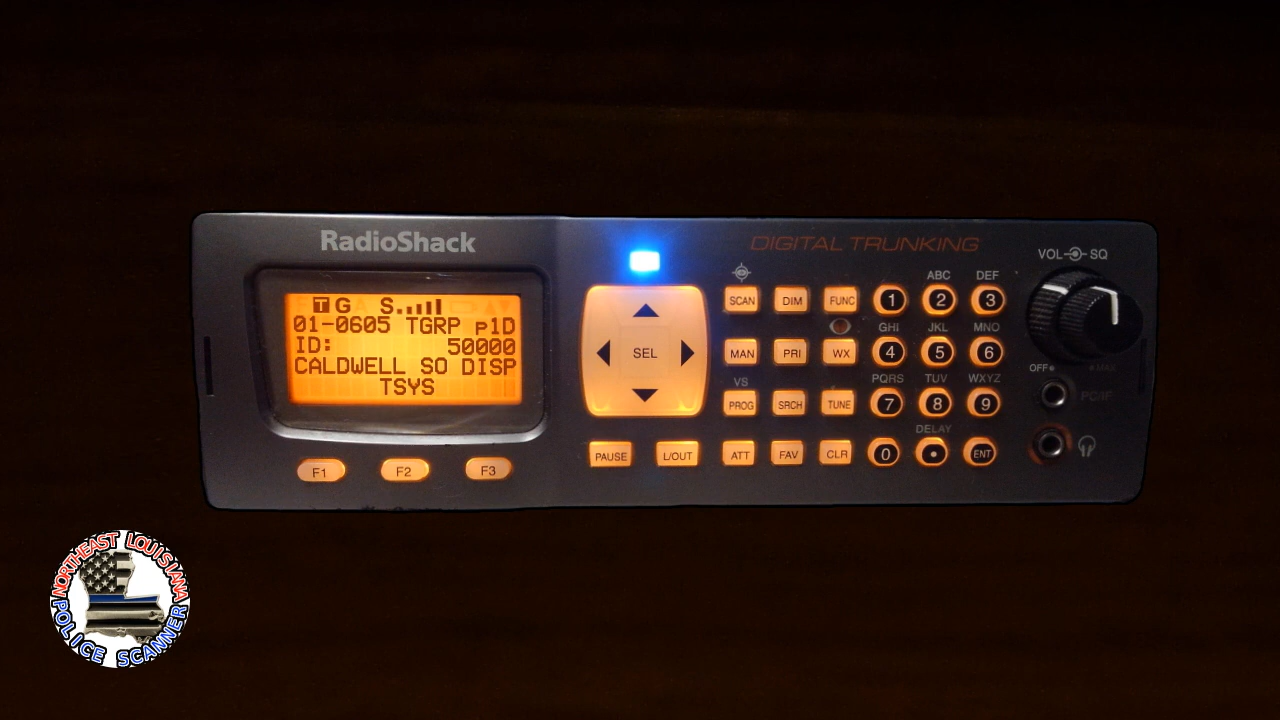 RadioShack
DIGITAL TRUNKING
VOL SQ
T G S
01-0605 TGRP p1D
ID: 50000
CALDWELL SO DISP
TSYS
F1 F2 F3
SEL
PAUSE L/OUT
ABC DEF
SCAN DIM FUNC 1 2 3
GHI JKL MNO
MAN PRI WX 4 5 6
VS PQRS TUV WXYZ
PROG SRCH TUNE 7 8 9
DELAY
ATT FAV CLR 0 • ENT
OFF MAX
PC/IF
NORTHEAST LOUISIANA
POLICE SCANNER